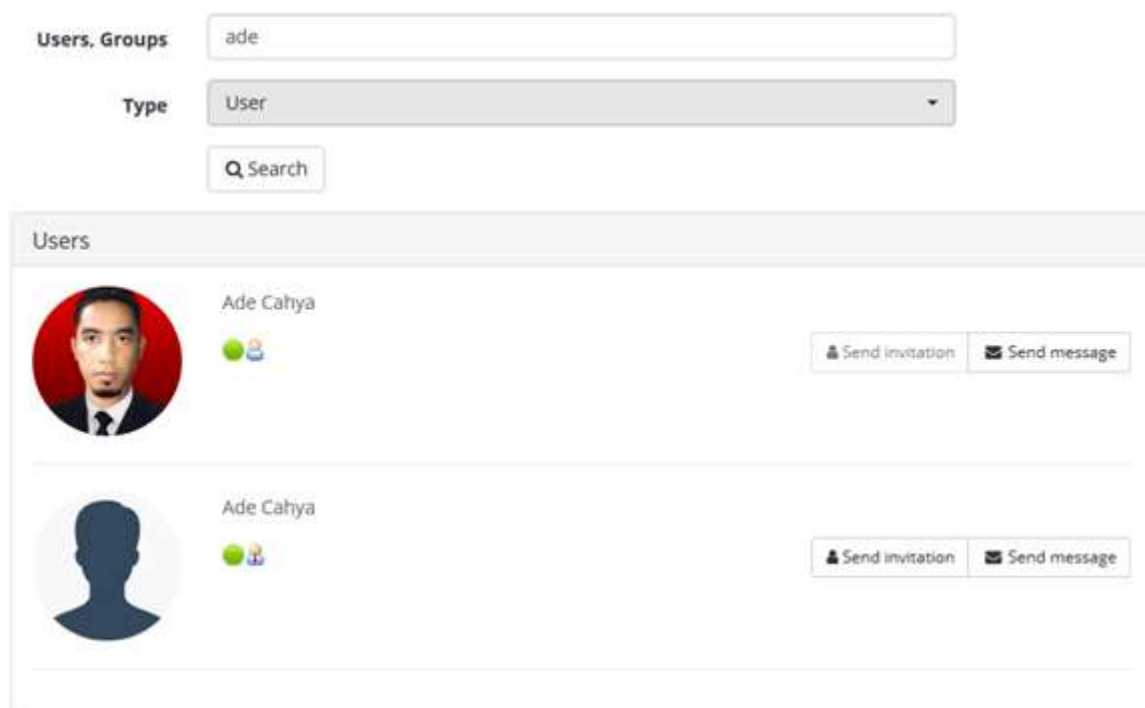 Users, Groups ade
Type User
Search
Users
Ade Cahya
Send invitation Send message
Ade Cahya
Send invitation Send message